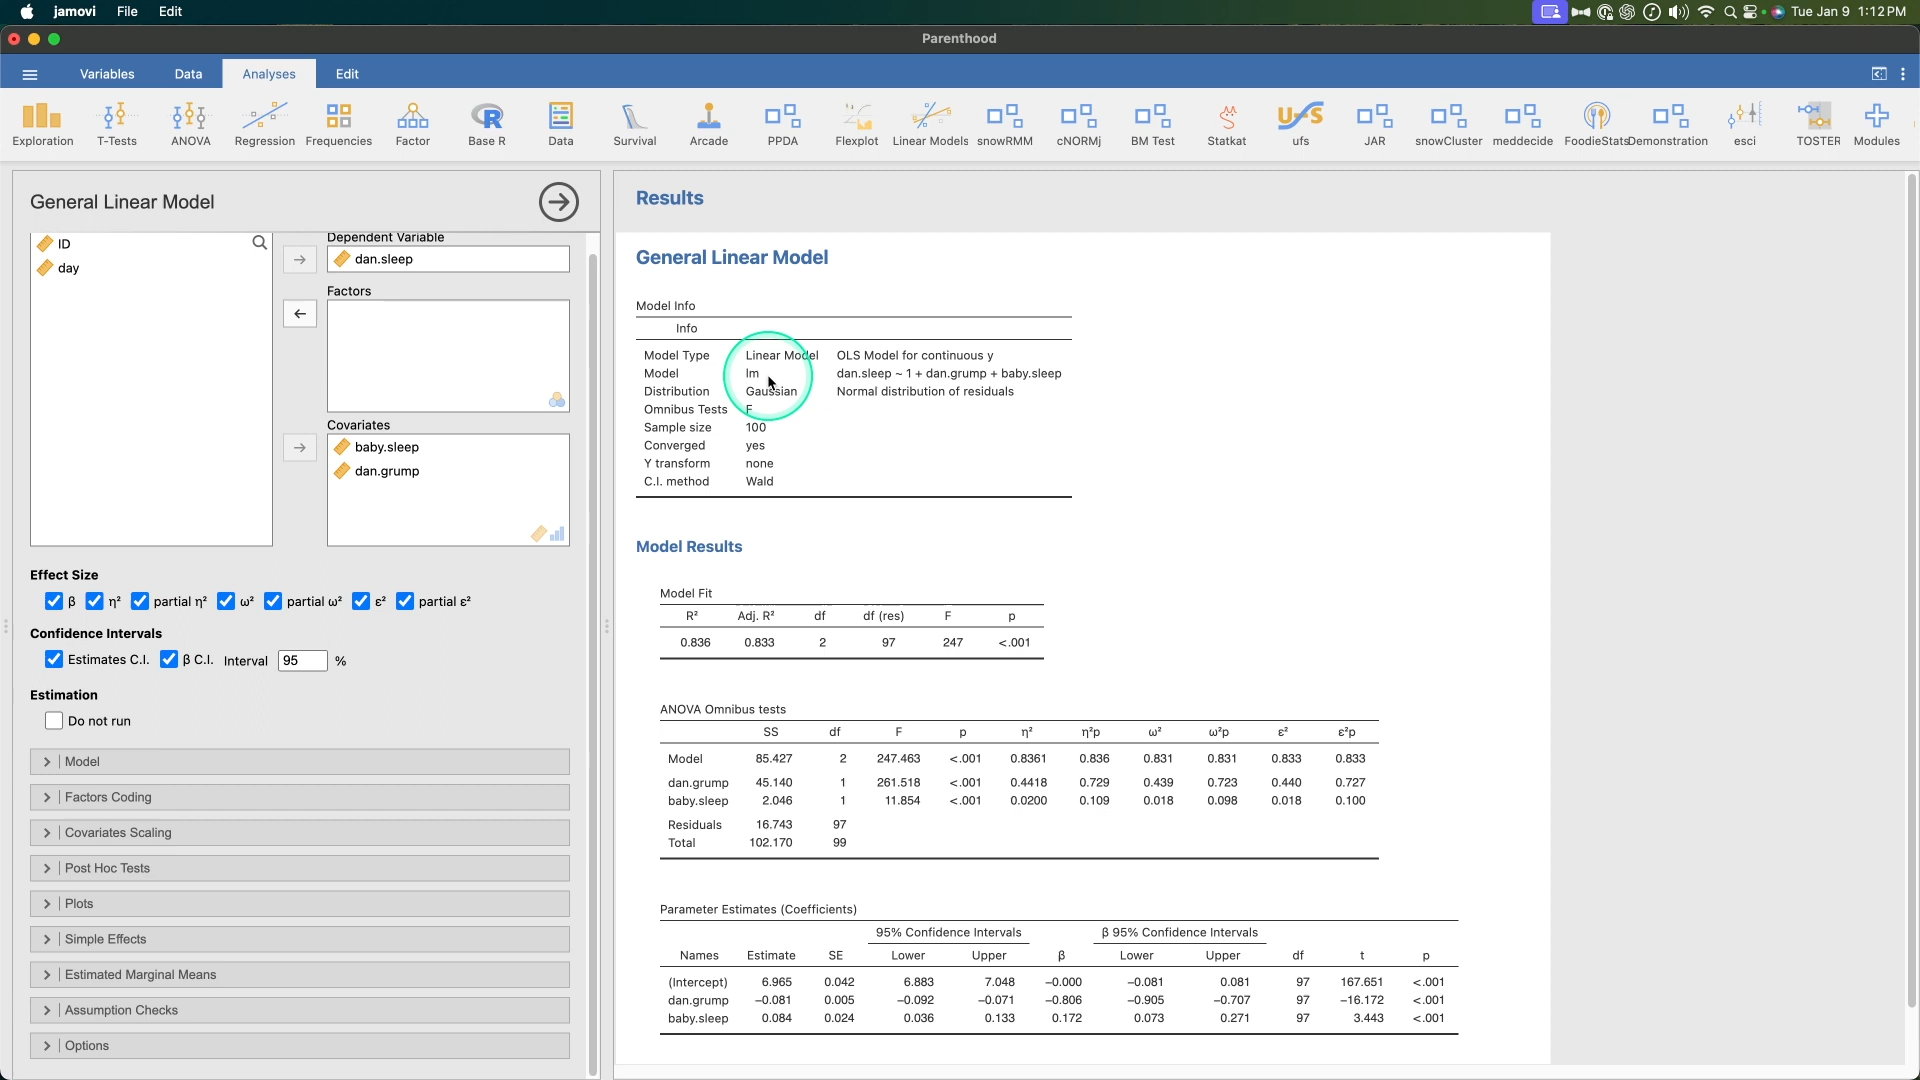 jamovi File Edit Tue Jan 9 1:12 PM
Parenthood
Variables Data Analyses Edit
Exploration T-Tests ANOVA Regression Frequencies Factor Base R Data Survival Arcade PPDA Flexplot Linear Models snowRMM cNORMj BM Test Statkat ufs JAR snowCluster meddecide FoodieStats Demonstration esci TOSTER Modules
General Linear Model
ID
day
Dependent Variable
dan.sleep
Factors
Covariates
baby.sleep
dan.grump
Effect Size
β η² partial η² ω² partial ω² ε² partial ε²
Confidence Intervals
Estimates C.I. β C.I. Interval 95 %
Estimation
Do not run
Model
Factors Coding
Covariates Scaling
Post Hoc Tests
Plots
Simple Effects
Estimated Marginal Means
Assumption Checks
Options
Results
General Linear Model
Model Info
Info
Model Type Linear Model OLS Model for continuous y
Model lm dan.sleep ~ 1 + dan.grump + baby.sleep
Distribution Gaussian Normal distribution of residuals
Omnibus Tests F
Sample size 100
Converged yes
Y transform none
C.I. method Wald
Model Results
Model Fit
R² Adj. R² df df (res) F p
0.836 0.833 2 97 247 <.001
ANOVA Omnibus tests
SS df F p η² η²p ω² ω²p ε² ε²p
Model 85.427 2 247.463 <.001 0.8361 0.836 0.831 0.831 0.833 0.833
dan.grump 45.140 1 261.518 <.001 0.4418 0.729 0.439 0.723 0.440 0.727
baby.sleep 2.046 1 11.854 <.001 0.0200 0.109 0.018 0.098 0.018 0.100
Residuals 16.743 97
Total 102.170 99
Parameter Estimates (Coefficients)
95% Confidence Intervals β 95% Confidence Intervals
Names Estimate SE Lower Upper β Lower Upper df t p
(Intercept) 6.965 0.042 6.883 7.048 −0.000 −0.081 0.081 97 167.651 <.001
dan.grump −0.081 0.005 −0.092 −0.071 −0.806 −0.905 −0.707 97 −16.172 <.001
baby.sleep 0.084 0.024 0.036 0.133 0.172 0.073 0.271 97 3.443 <.001